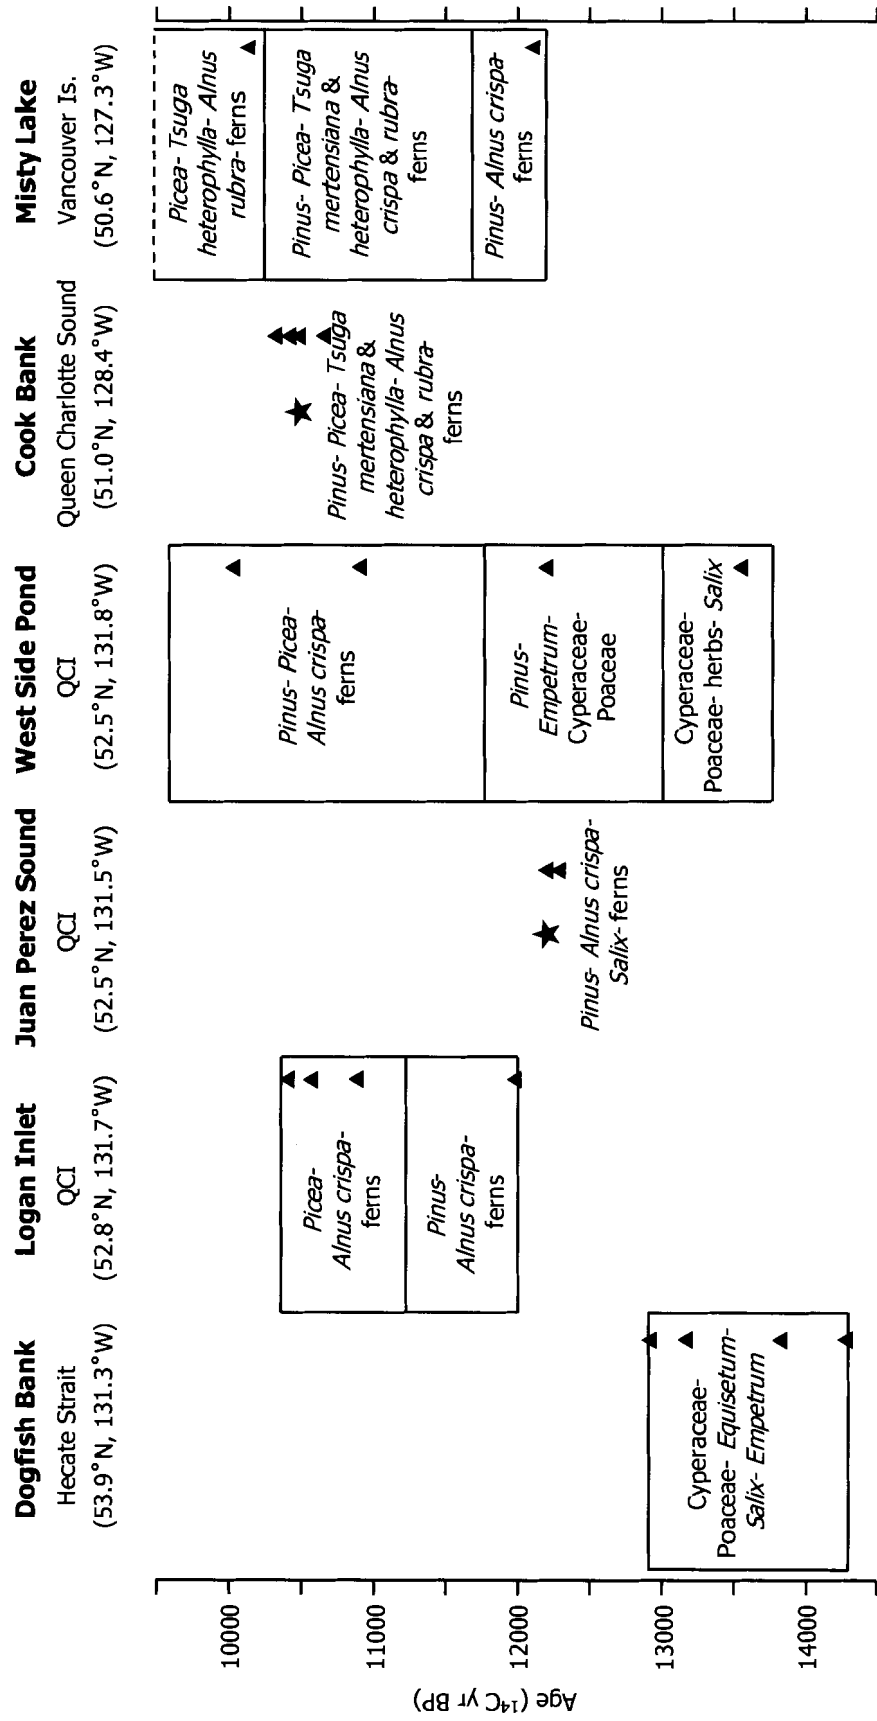 Dogfish Bank
Hecate Strait
(53.9°N, 131.3°W)
Logan Inlet
QCI
(52.8°N, 131.7°W)
Juan Perez Sound
QCI
(52.5°N, 131.5°W)
West Side Pond
QCI
(52.5°N, 131.8°W)
Cook Bank
Queen Charlotte Sound
(51.0°N, 128.4°W)
Misty Lake
Vancouver Is.
(50.6°N, 127.3°W)
Age (¹⁴C yr BP)
10000
11000
12000
13000
14000
Cyperaceae-
Poaceae- Equisetum-
Salix- Empetrum
Picea-
Alnus crispa-
ferns
Pinus-
Alnus crispa-
ferns
Pinus- Alnus crispa-
Salix- ferns
Pinus- Picea-
Alnus crispa-
ferns
Pinus-
Empetrum-
Cyperaceae-
Poaceae
Cyperaceae-
Poaceae- herbs- Salix
Pinus- Picea- Tsuga
mertensiana &
heterophylla- Alnus
crispa & rubra-
ferns
Picea- Tsuga
heterophylla- Alnus
rubra- ferns
Pinus- Picea- Tsuga
mertensiana &
heterophylla- Alnus
crispa & rubra-
ferns
Pinus- Alnus crispa-
ferns